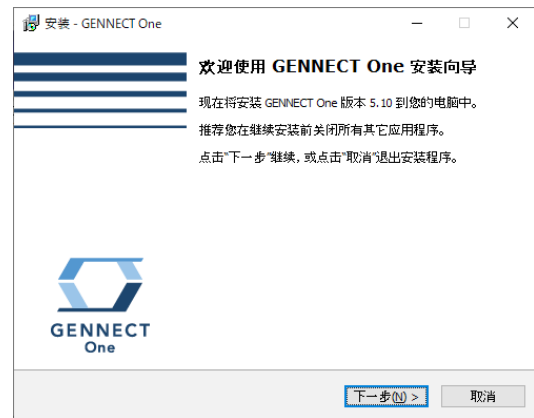 安装 - GENNECT One
欢迎使用 GENNECT One 安装向导
现在将安装 GENNECT One 版本 5.10 到您的电脑中。
推荐您在继续安装前关闭所有其它应用程序。
点击“下一步”继续,或点击“取消”退出安装程序。
GENNECT
One
下一步(N) >
取消